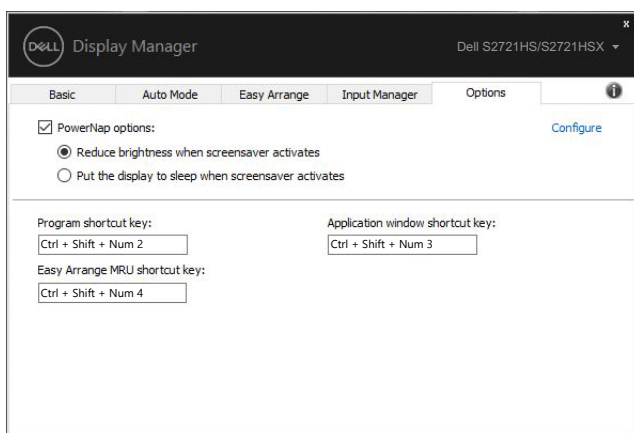 x
DELL Display Manager
Dell S2721HS/S2721HSX
Basic Auto Mode Easy Arrange Input Manager Options
PowerNap options: Configure
Reduce brightness when screensaver activates
Put the display to sleep when screensaver activates
Program shortcut key: Application window shortcut key:
Ctrl + Shift + Num 2 Ctrl + Shift + Num 3
Easy Arrange MRU shortcut key:
Ctrl + Shift + Num 4